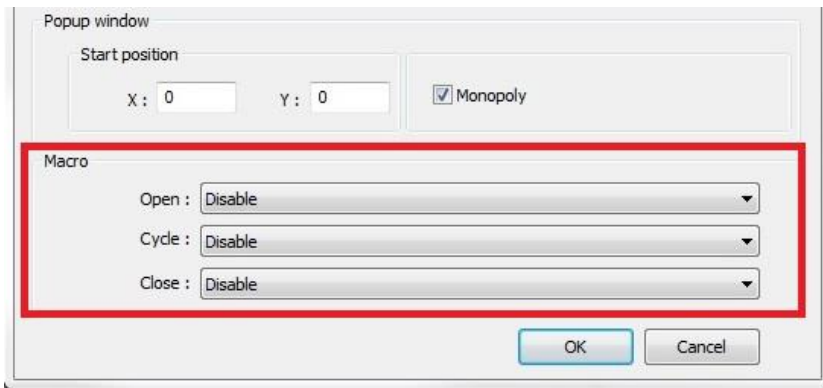 Popup window
Start position
X : 0 Y : 0 Monopoly
Macro
Open : Disable
Cycle : Disable
Close : Disable
OK Cancel